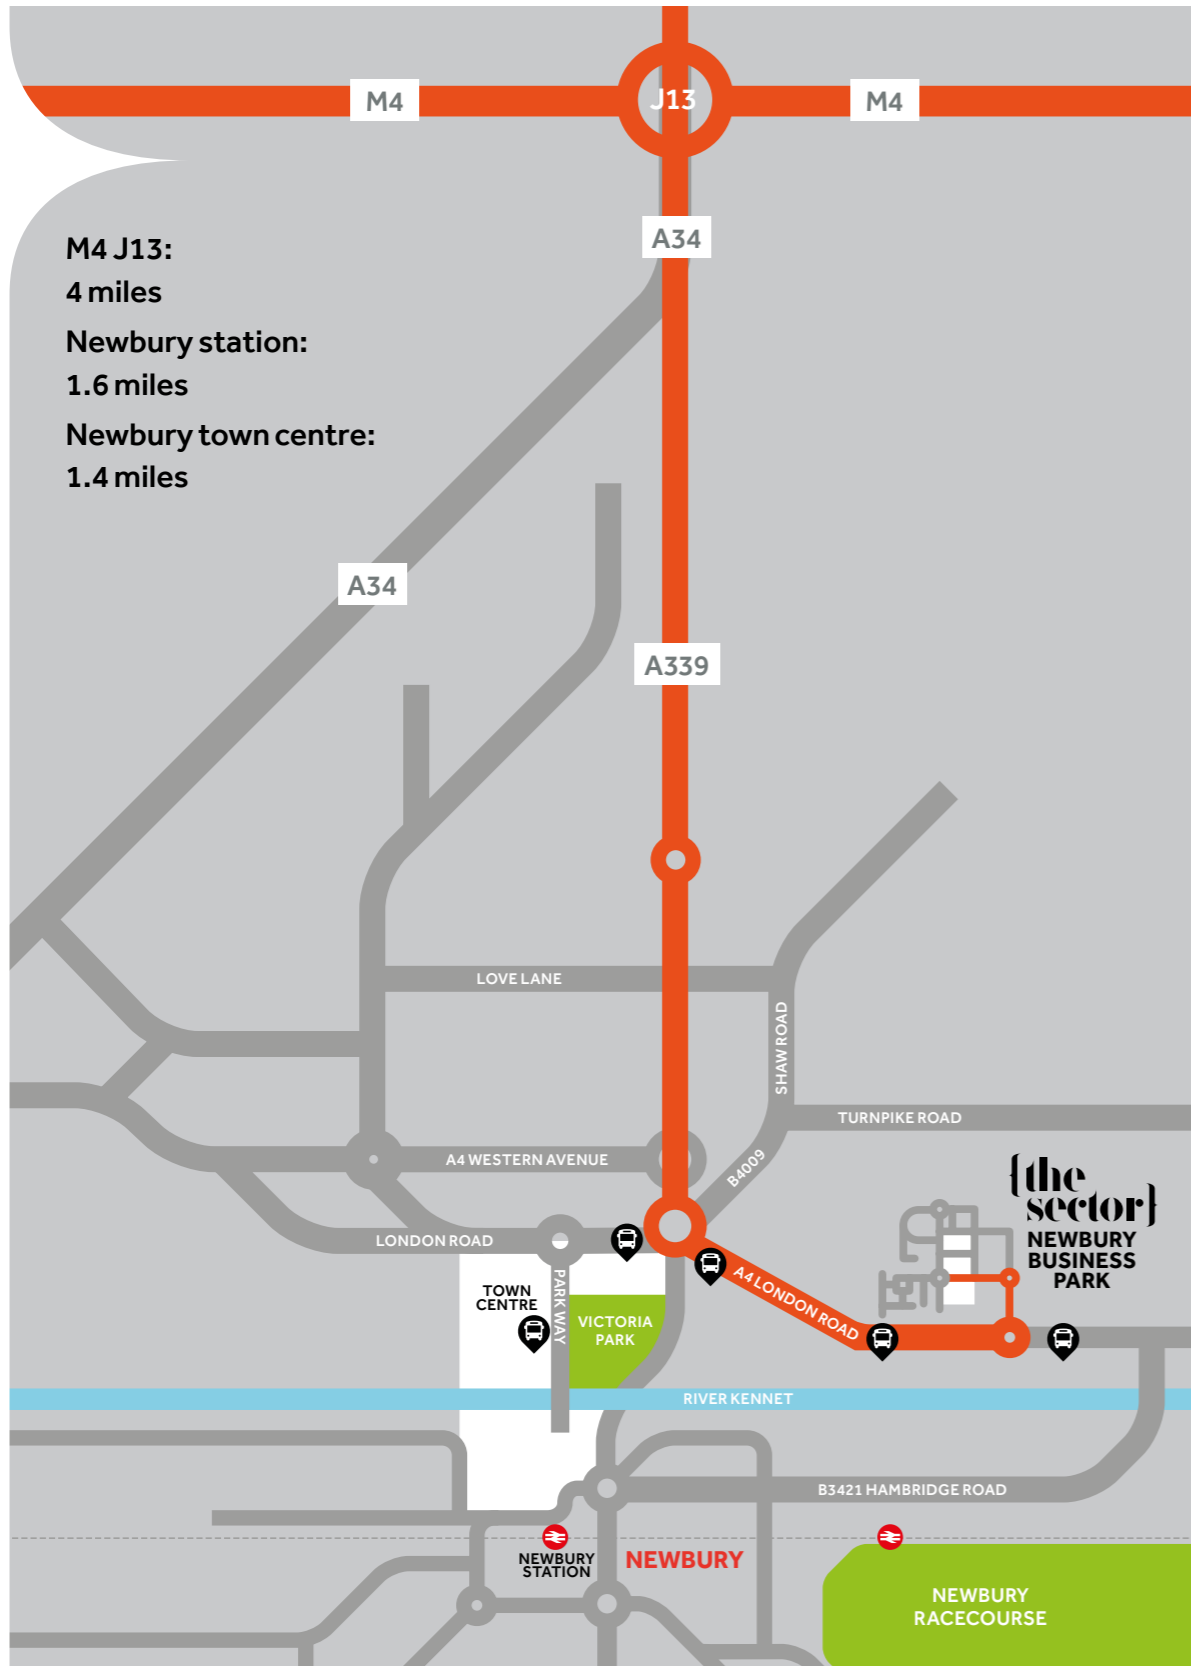 M4
J13
M4
A34
M4 J13:
4 miles
Newbury station:
1.6 miles
Newbury town centre:
1.4 miles
A34
A339
LOVE LANE
SHAW ROAD
TURNPIKE ROAD
A4 WESTERN AVENUE
B4009
{the
sector}
NEWBURY
BUSINESS
PARK
LONDON ROAD
PARK WAY
TOWN
CENTRE
VICTORIA
PARK
A4 LONDON ROAD
RIVER KENNET
B3421 HAMBRIDGE ROAD
NEWBURY
STATION
NEWBURY
NEWBURY
RACECOURSE